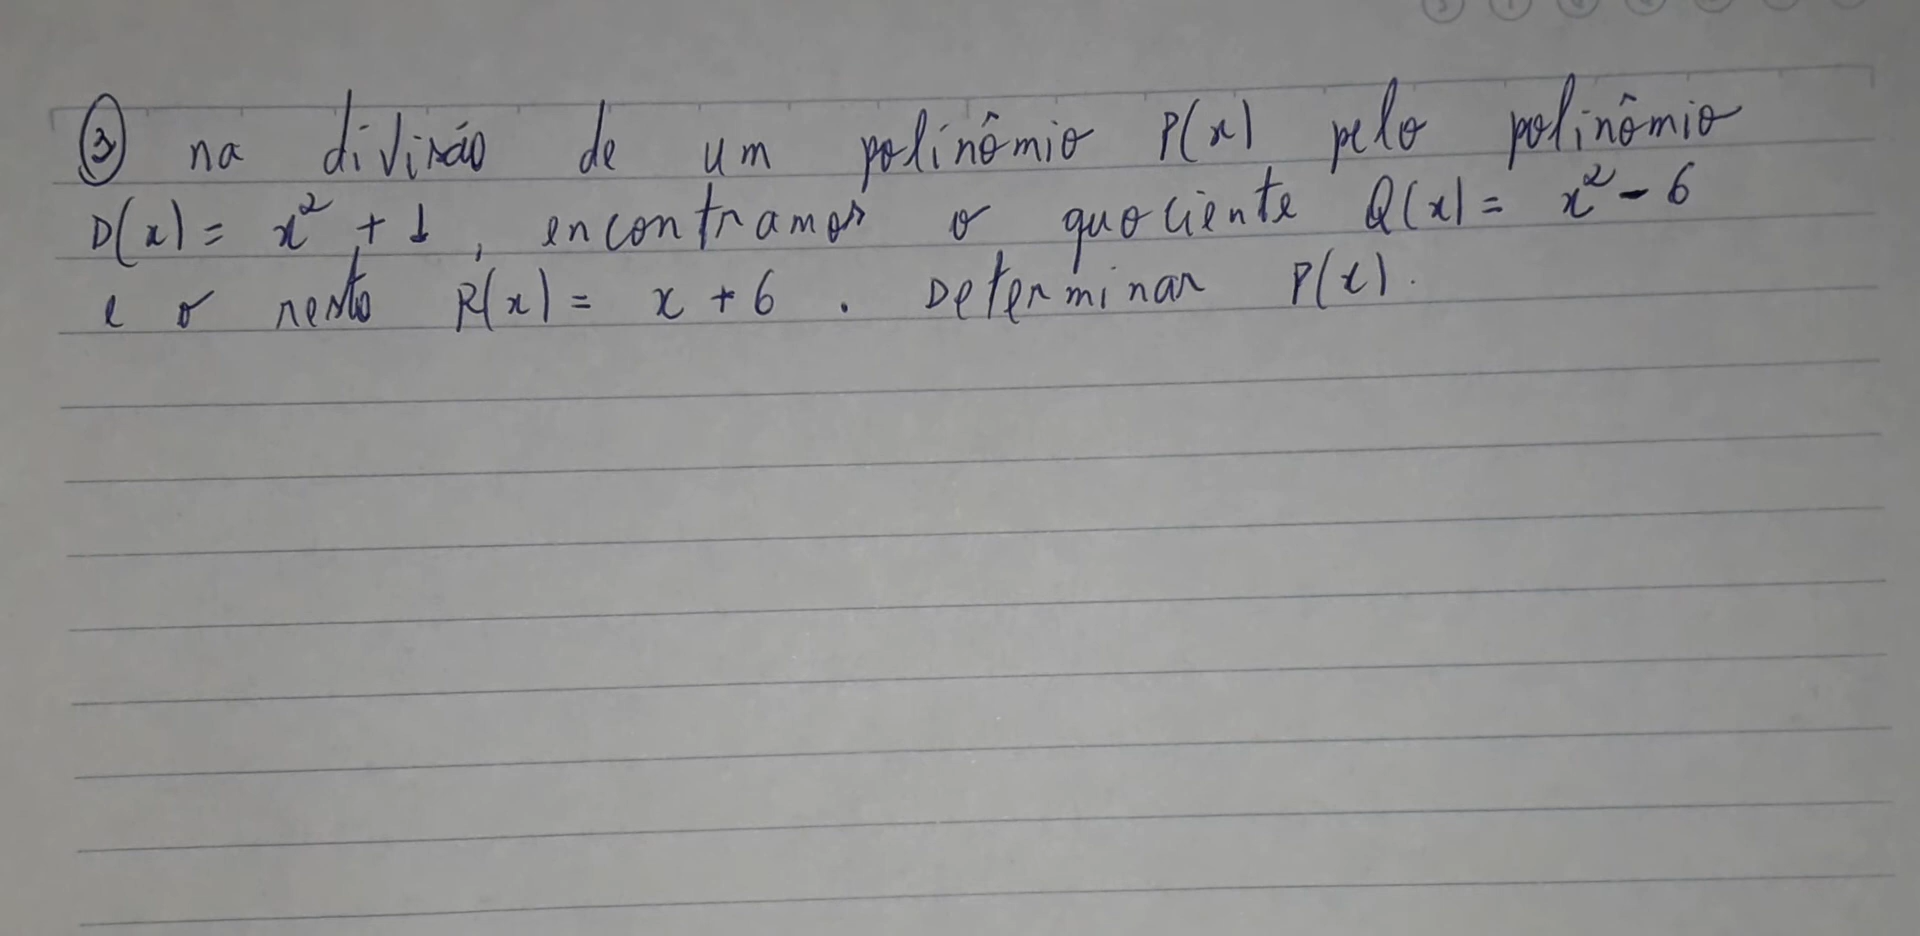 ③ na divisão de um polinômio P(x) pelo polinômio
D(x) = x² + 1, encontramos o quociente Q(x) = x² - 6
e o resto R(x) = x + 6. Determinar P(x).